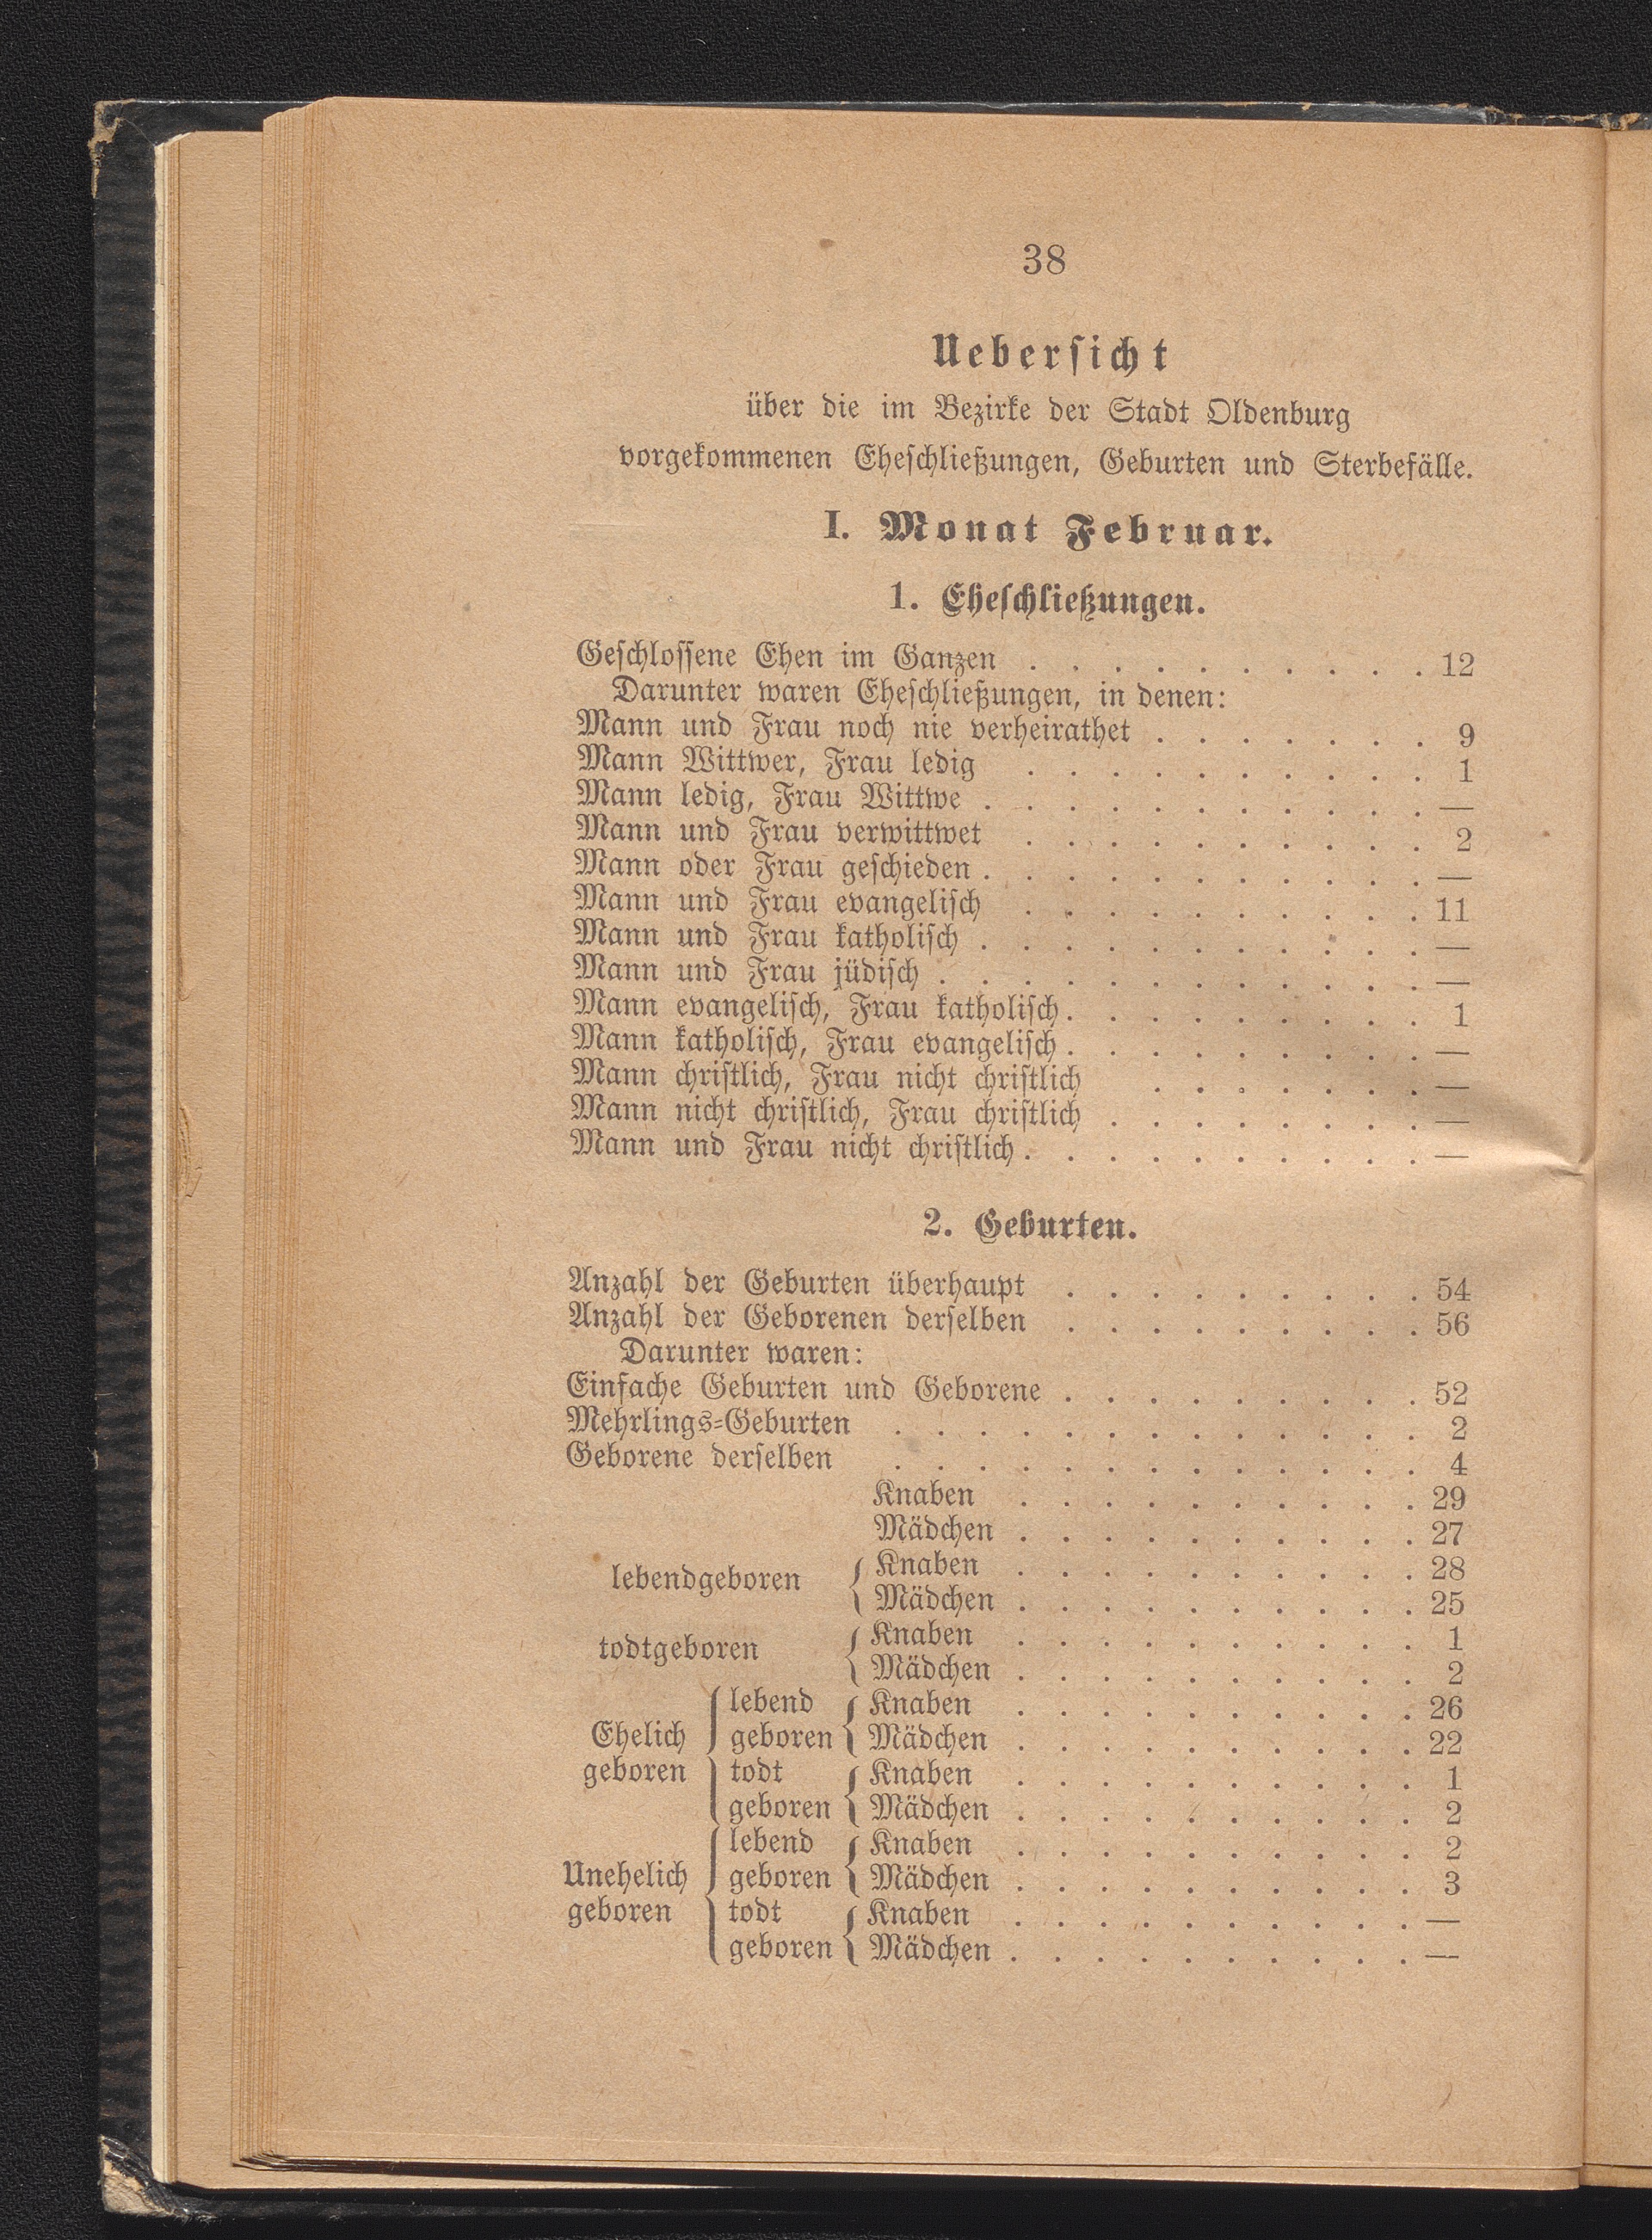 38
Uebersicht
über die im Bezirke der Stadt Oldenburg
vorgekommenen Eheschließungen, Geburten und Sterbefälle.
I. Monat Februar.
1. Eheschließungen.
Geschlossene Ehen im Ganzen . . . . . . . . . . 12
Darunter waren Eheschließungen, in denen:
Mann und Frau noch nie verheirathet . . . . . . . 9
Mann Wittwer, Frau ledig . . . . . . . . . . 1
Mann ledig, Frau Wittwe . . . . . . . . . . . —
Mann und Frau verwittwet . . . . . . . . . . 2
Mann oder Frau geschieden . . . . . . . . . . . —
Mann und Frau evangelisch . . . . . . . . . . 11
Mann und Frau katholisch . . . . . . . . . . . —
Mann und Frau jüdisch . . . . . . . . . . . . —
Mann evangelisch, Frau katholisch . . . . . . . . . 1
Mann katholisch, Frau evangelisch . . . . . . . . . —
Mann christlich, Frau nicht christlich . . . . . . . —
Mann nicht christlich, Frau christlich . . . . . . . . —
Mann und Frau nicht christlich . . . . . . . . . . —
2. Geburten.
Anzahl der Geburten überhaupt . . . . . . . . . 54
Anzahl der Geborenen derselben . . . . . . . . . 56
Darunter waren:
Einfache Geburten und Geborene . . . . . . . . . 52
Mehrlings-Geburten . . . . . . . . . . . . . 2
Geborene derselben . . . . . . . . . . . . . 4
Knaben . . . . . . . . . . 29
Mädchen . . . . . . . . . . 27
lebendgeboren { Knaben . . . . . . . . . . 28
Mädchen . . . . . . . . . . 25
todtgeboren { Knaben . . . . . . . . . . 1
Mädchen . . . . . . . . . . 2
lebend { Knaben . . . . . . . . . . 26
Ehelich { geboren Mädchen . . . . . . . . . . 22
geboren todt { Knaben . . . . . . . . . . 1
geboren Mädchen . . . . . . . . . . 2
lebend { Knaben . . . . . . . . . . 2
Unehelich { geboren Mädchen . . . . . . . . . . 3
geboren todt { Knaben . . . . . . . . . . —
geboren Mädchen . . . . . . . . . . —